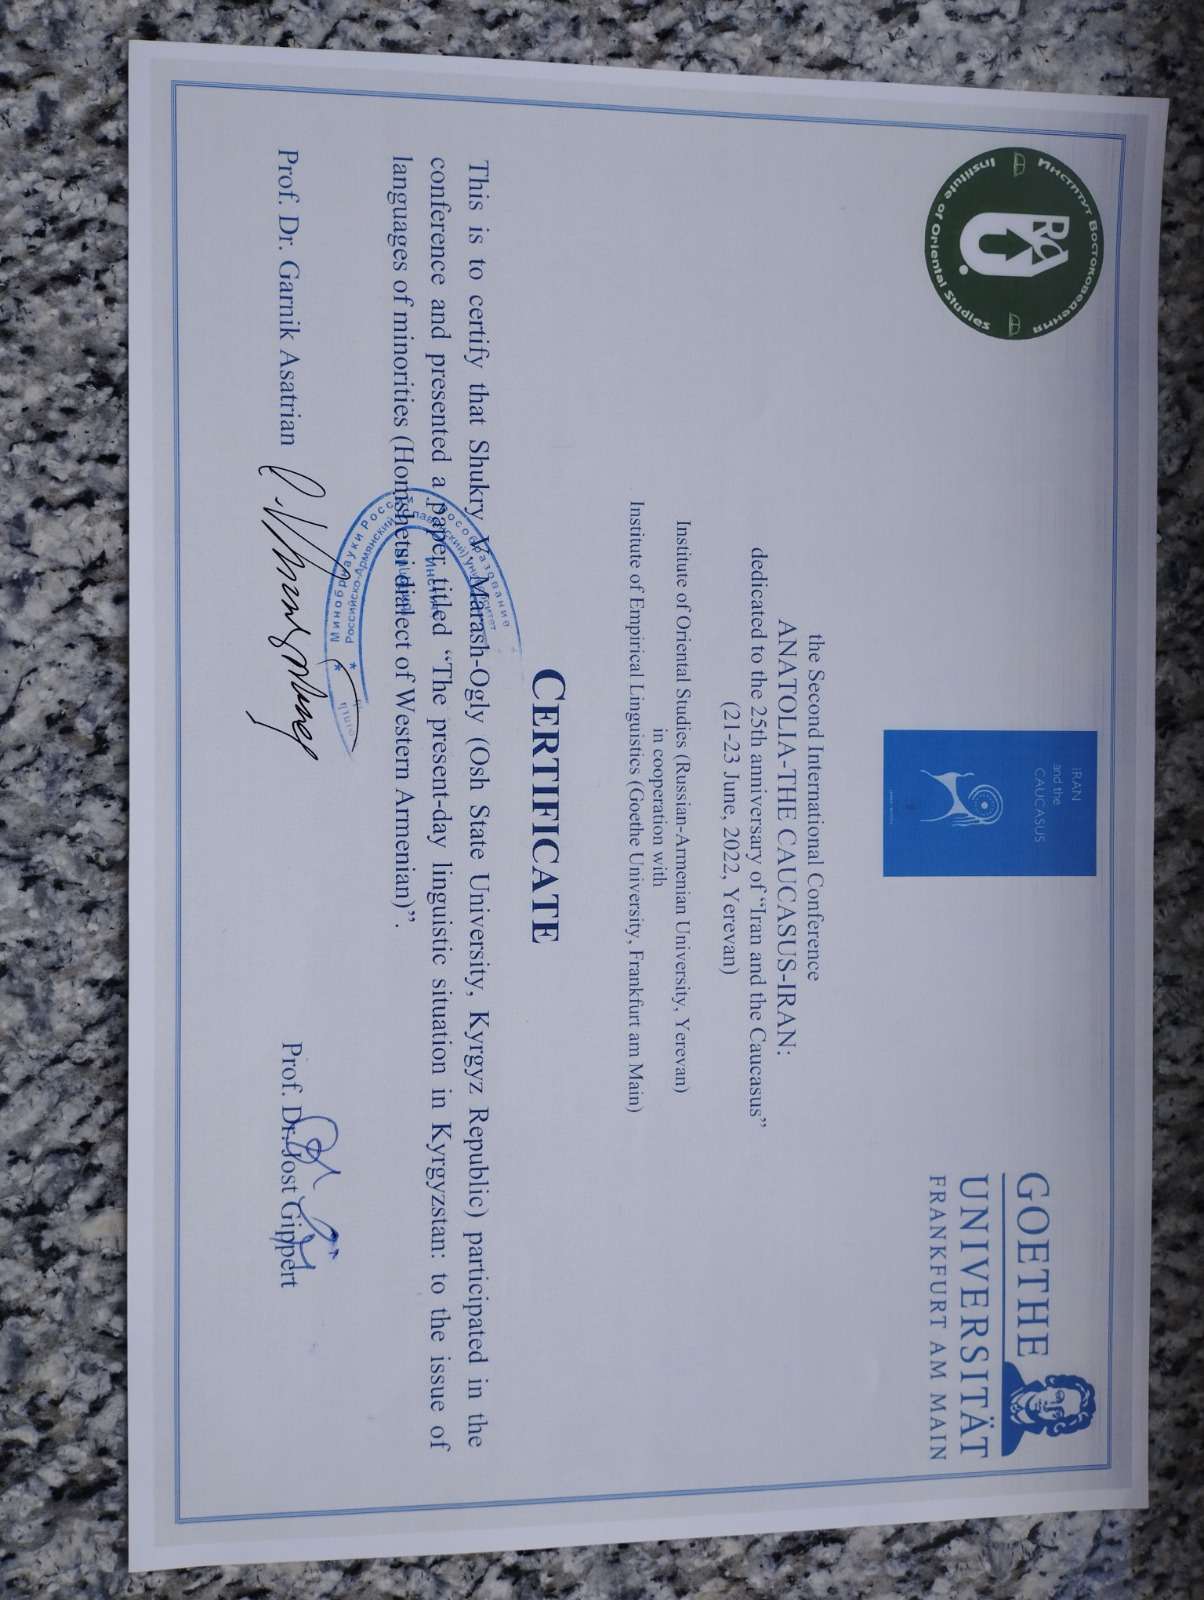 Институт Востоковедения
Institute of Oriental Studies
IRAN
and the
CAUCASUS
GOETHE
UNIVERSITÄT
FRANKFURT AM MAIN
the Second International Conference
ANATOLIA-THE CAUCASUS-IRAN:
dedicated to the 25th anniversary of “Iran and the Caucasus”
(21-23 June, 2022, Yerevan)
Institute of Oriental Studies (Russian-Armenian University, Yerevan)
in cooperation with
Institute of Empirical Linguistics (Goethe University, Frankfurt am Main)
CERTIFICATE
This is to certify that Shukry V. Marash-Ogly (Osh State University, Kyrgyz Republic) participated in the
conference and presented a paper, titled “The present-day linguistic situation in Kyrgyzstan: to the issue of
languages of minorities (Homshetsi dialect of Western Armenian)”.
Prof. Dr. Garnik Asatrian
Prof. Dr. Jost Gippert